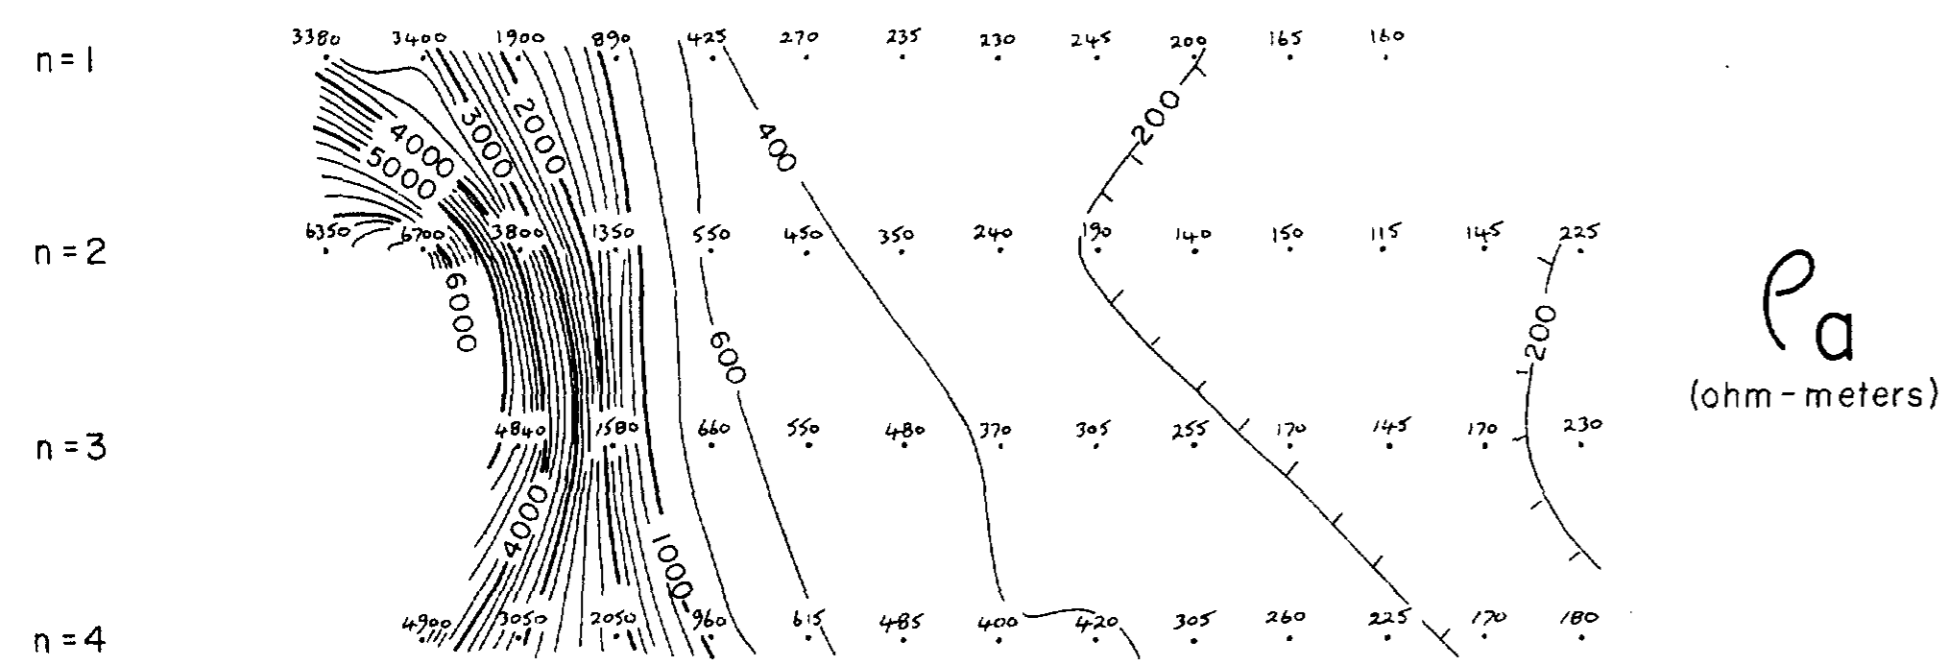 n=1 3380 3400 1900 890 425 270 235 230 245 200 165 160
4000 3000 2000 400 200
5000
n=2 6350 6700 3800 1350 550 450 350 240 190 140 150 115 145 225
6000 600 200
ρa
(ohm-meters)
n=3 4840 1580 660 550 480 370 305 255 170 145 170 230
4000 1000
n=4 4900 3050 2050 960 615 485 400 420 305 260 225 170 180